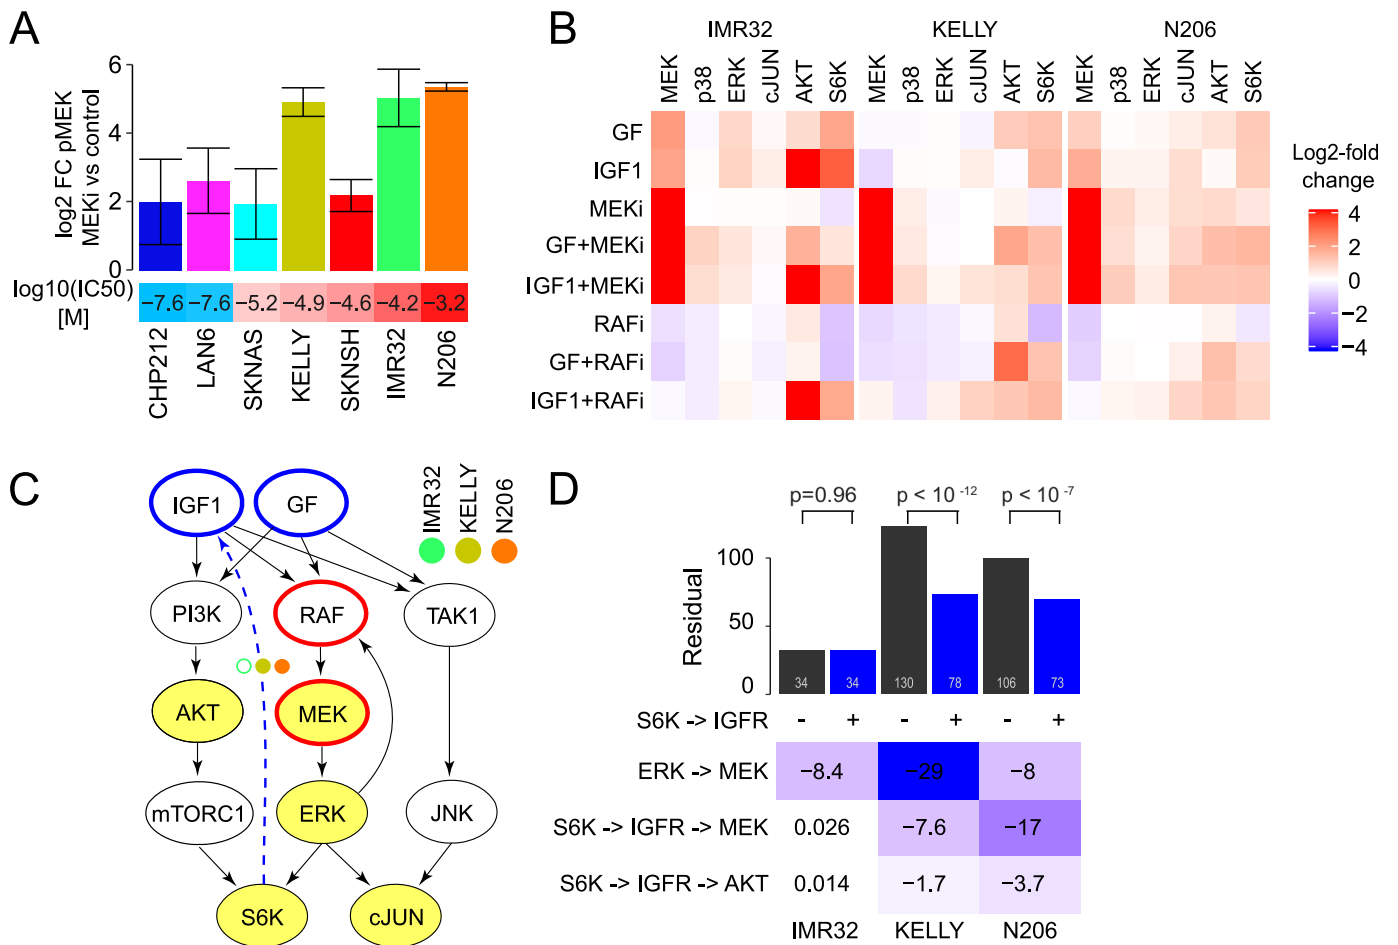 A
log2 FC pMEK
MEKi vs control
6
4
2
0
log10(IC50)
[M]
−7.6 −7.6 −5.2 −4.9 −4.6 −4.2 −3.2
CHP212 LAN6 SKNAS KELLY SKNSH IMR32 N206
B
IMR32 KELLY N206
MEK p38 ERK cJUN AKT S6K MEK p38 ERK cJUN AKT S6K MEK p38 ERK cJUN AKT S6K
GF
IGF1
MEKi
GF+MEKi
IGF1+MEKi
RAFi
GF+RAFi
IGF1+RAFi
Log2-fold
change
4
2
0
−2
−4
C
IMR32 KELLY N206
IGF1 GF
PI3K RAF TAK1
AKT MEK
mTORC1 ERK JNK
S6K cJUN
D
p=0.96 p < 10 -12 p < 10 -7
Residual
100
50
0
34 34 130 78 106 73
S6K -> IGFR - + - + - +
ERK -> MEK −8.4 −29 −8
S6K -> IGFR -> MEK 0.026 −7.6 −17
S6K -> IGFR -> AKT 0.014 −1.7 −3.7
IMR32 KELLY N206